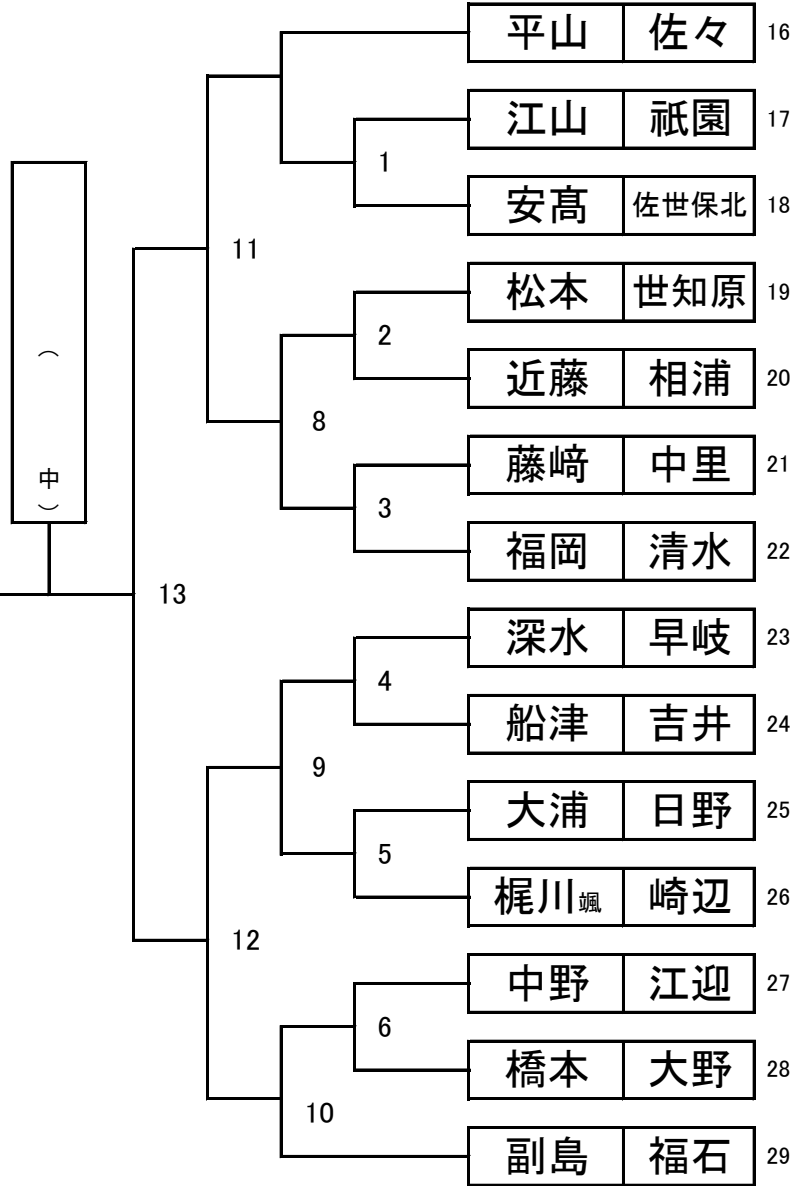 平山 佐々 16
江山 祇園 17
1
安髙 佐世保北 18
11
松本 世知原 19
2
近藤 相浦 20
8
藤﨑 中里 21
3
福岡 清水 22
（ 中）
13
深水 早岐 23
4
船津 吉井 24
9
大浦 日野 25
5
梶川颯 崎辺 26
12
中野 江迎 27
6
橋本 大野 28
10
副島 福石 29